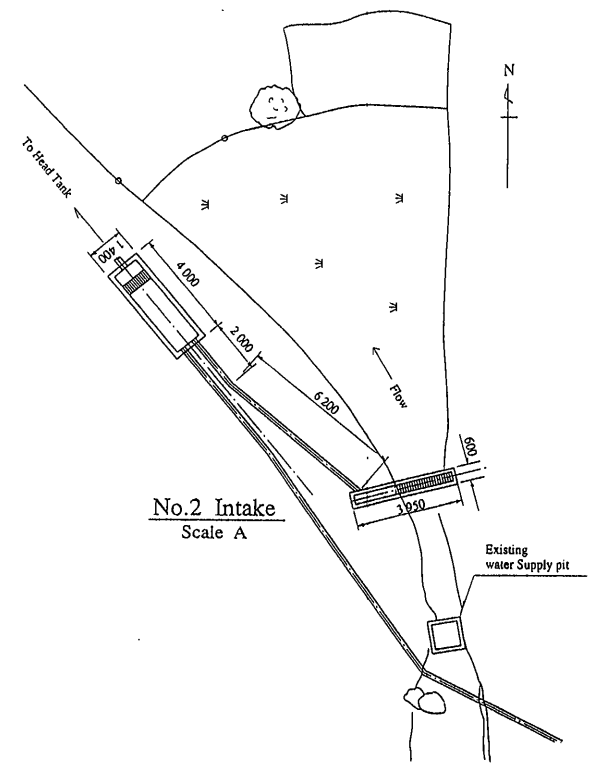 N
To Head Tank
1 400
4 000
2 000
6 200
Flow
600
3 950
No.2 Intake
Scale A
Existing
water Supply pit